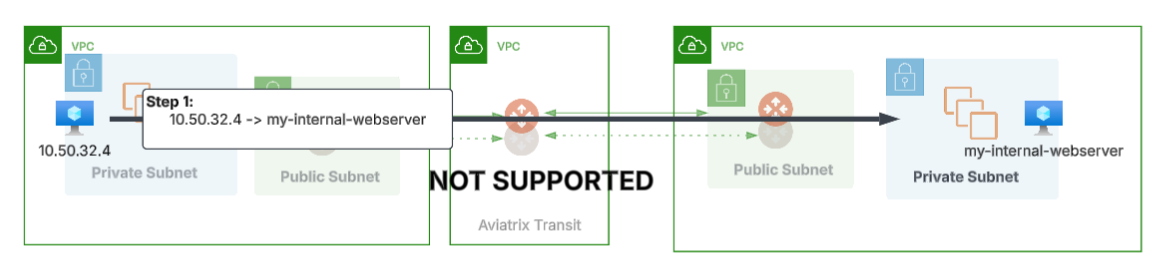 VPC
VPC
VPC
Step 1:
10.50.32.4 -> my-internal-webserver
10.50.32.4
my-internal-webserver
Private Subnet
Public Subnet
NOT SUPPORTED
Public Subnet
Private Subnet
Aviatrix Transit